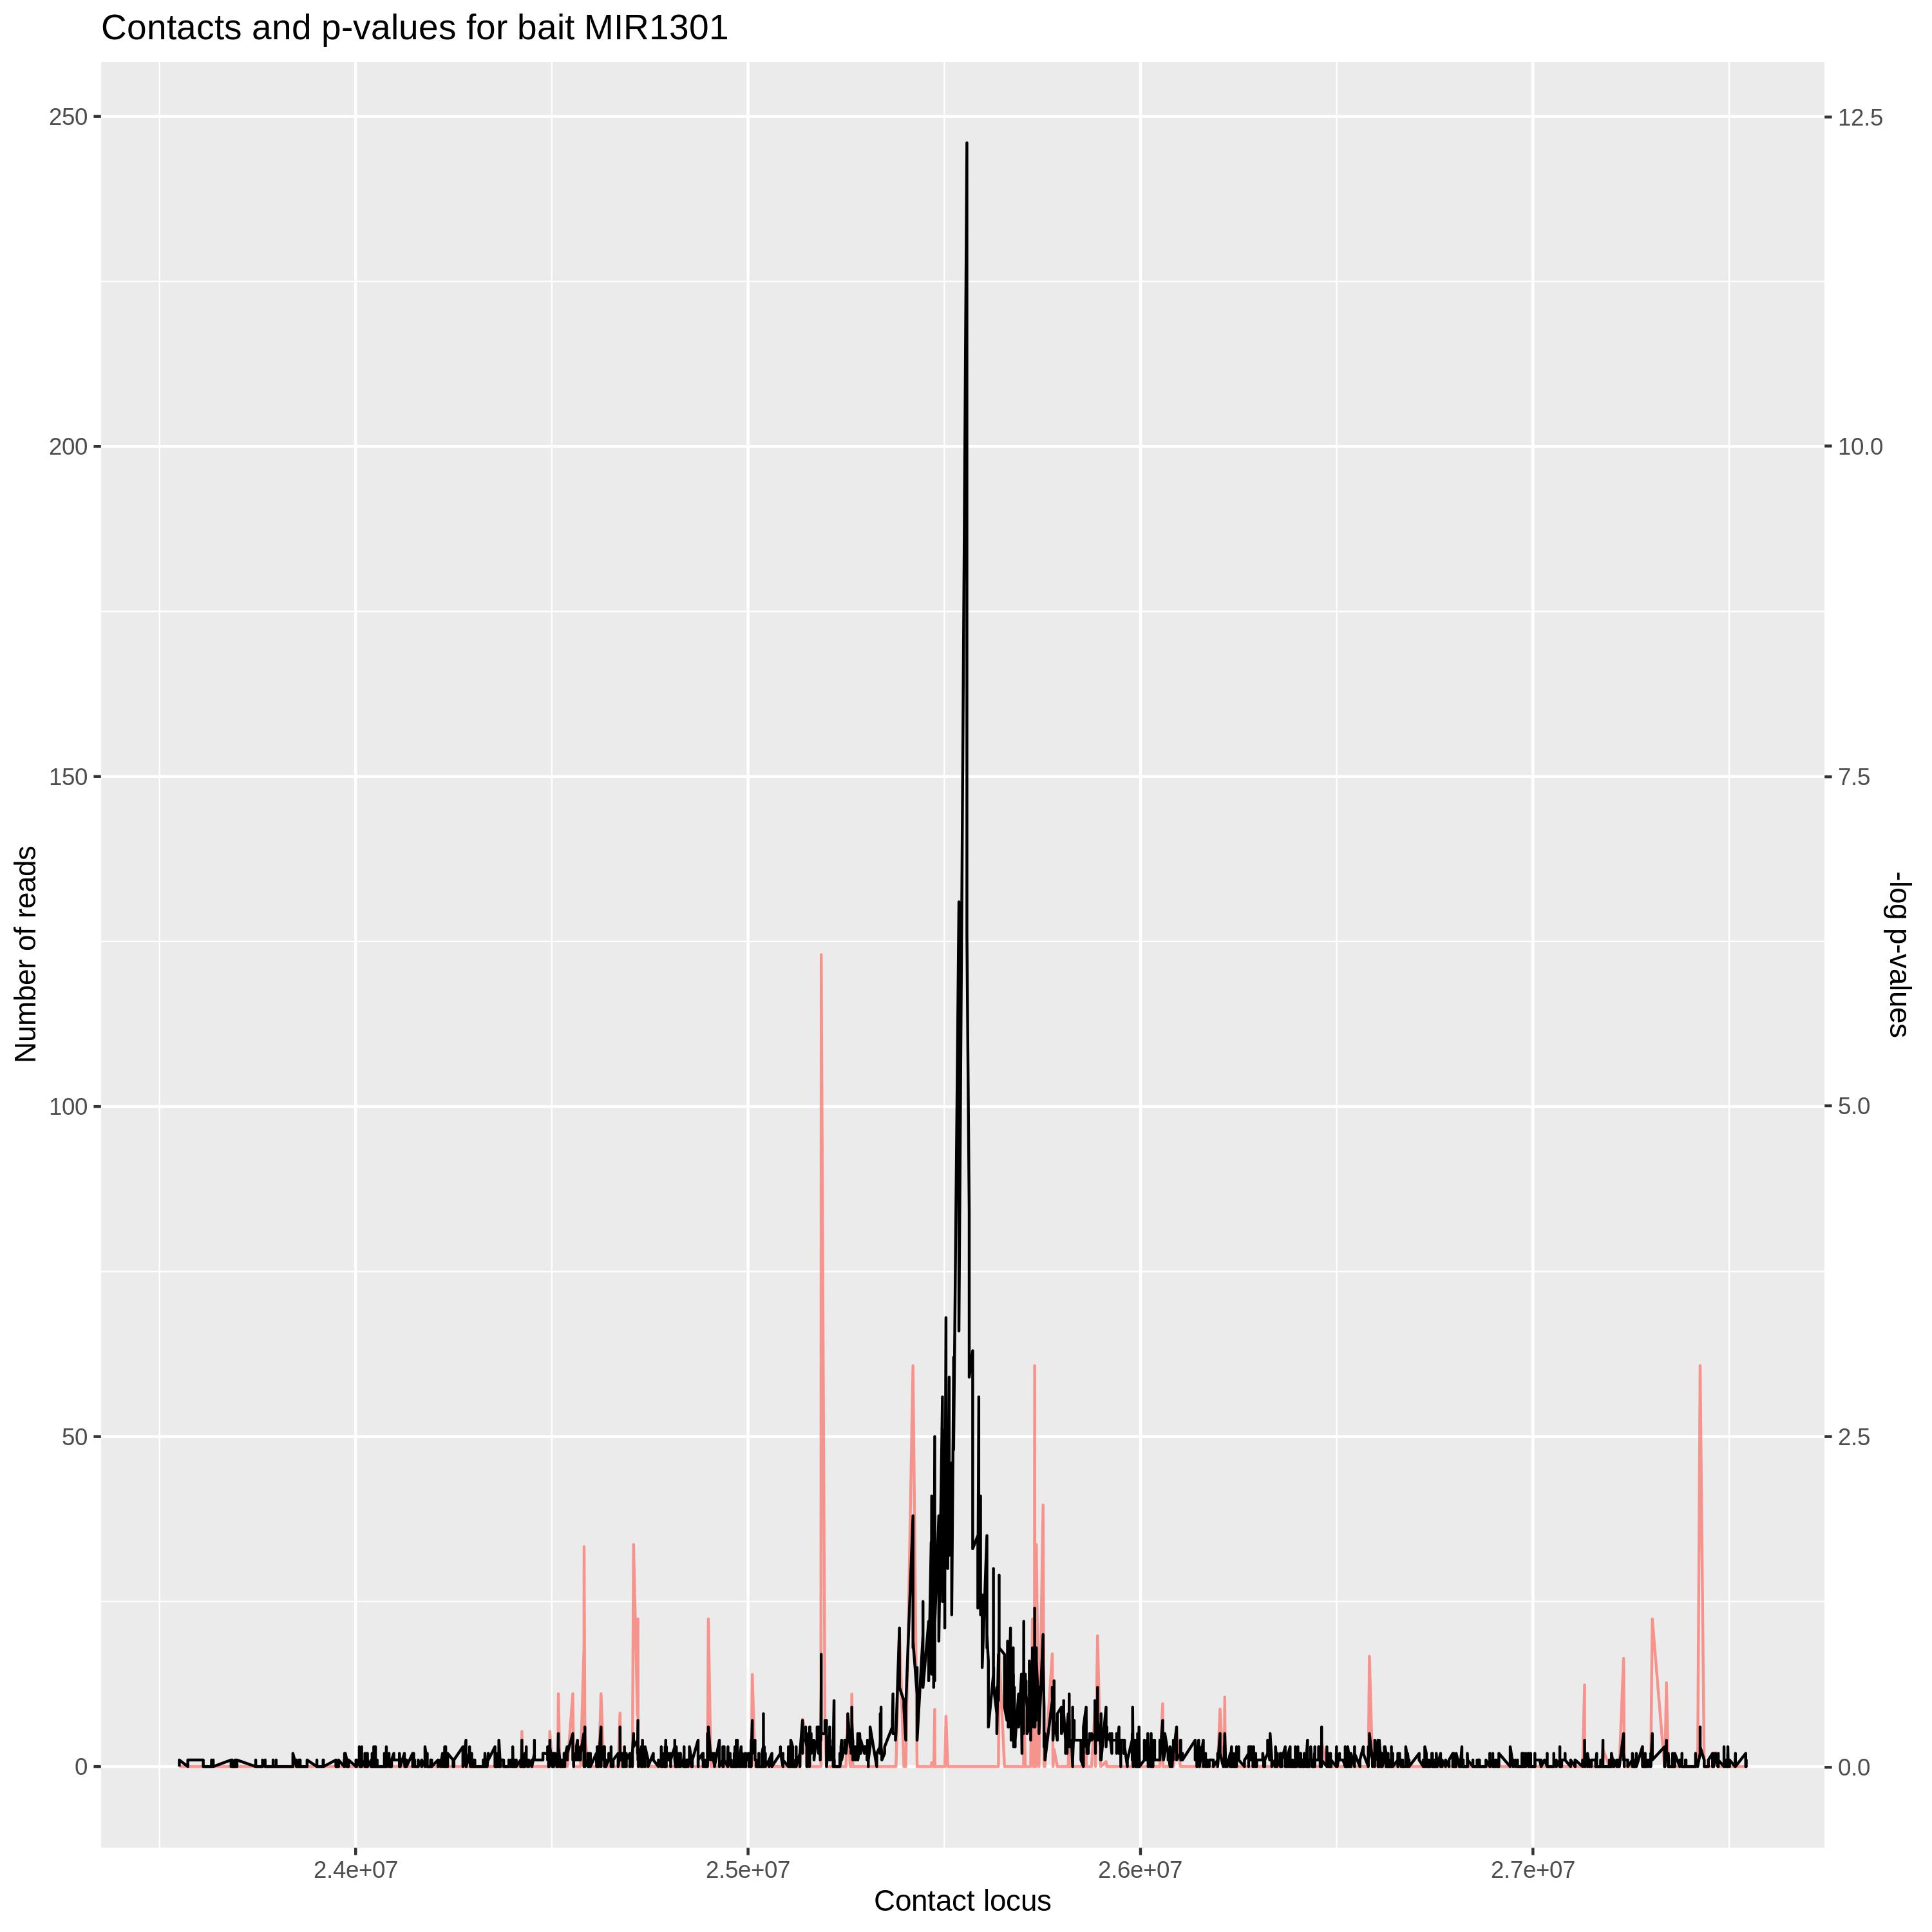 Contacts and p-values for bait MIR1301
250
200
150
100
50
0
Number of reads
12.5
10.0
7.5
5.0
2.5
0.0
-log p-values
2.4e+07
2.5e+07
2.6e+07
2.7e+07
Contact locus